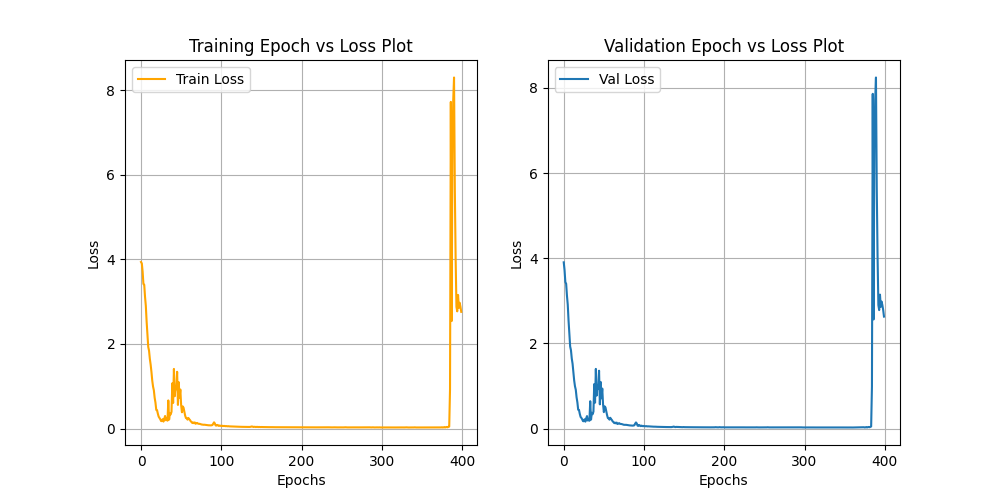 Training Epoch vs Loss Plot
Train Loss
8
6
4
2
0
Loss
0 100 200 300 400
Epochs
Validation Epoch vs Loss Plot
Val Loss
8
6
4
2
0
Loss
0 100 200 300 400
Epochs